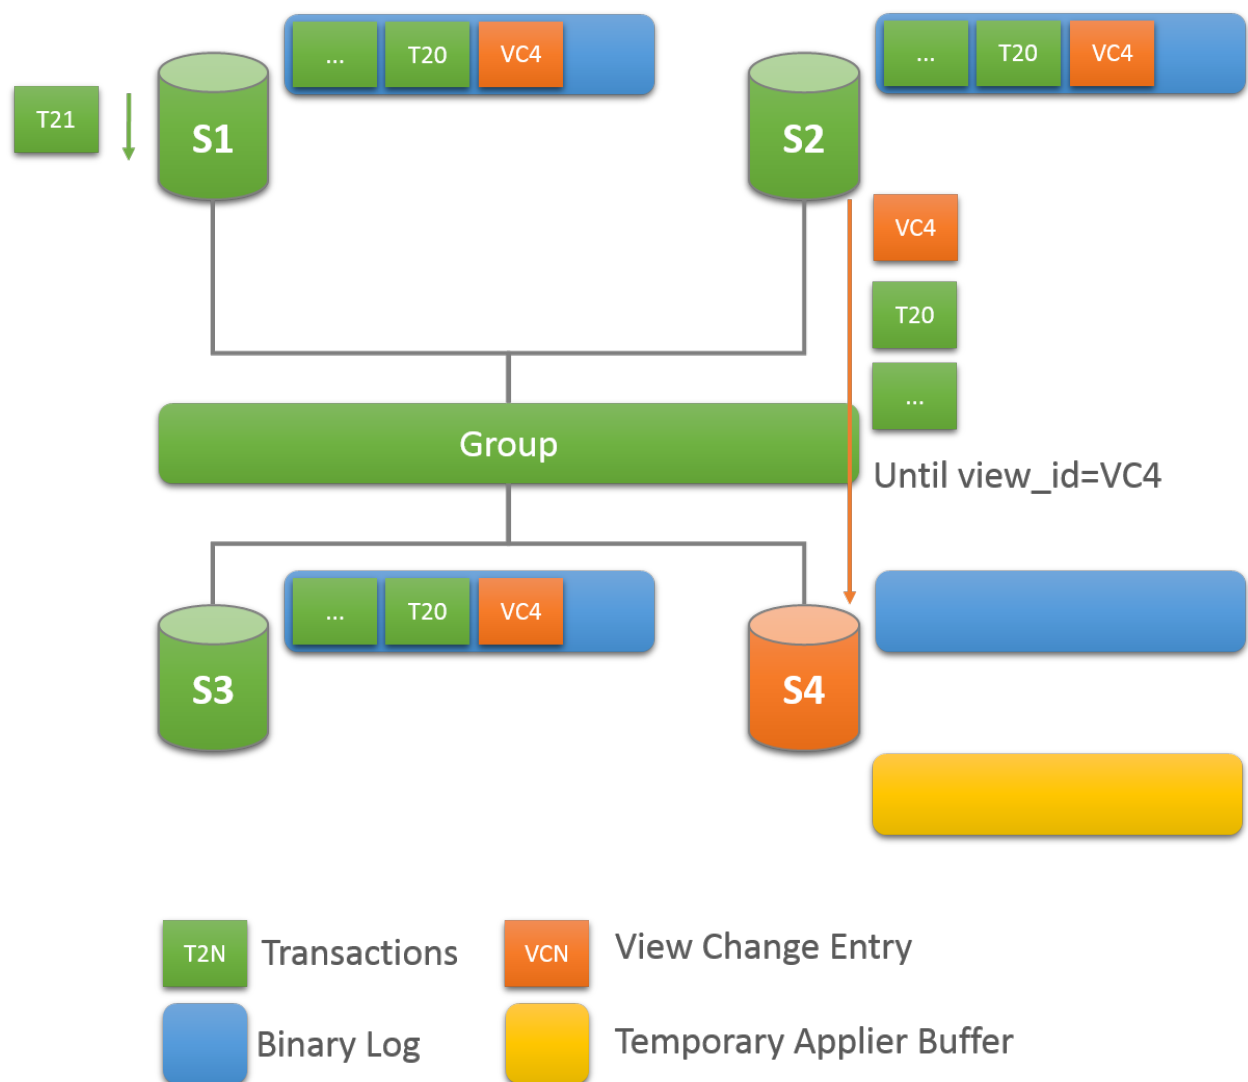 ... T20 VC4
... T20 VC4
T21
S1
S2
VC4
T20
...
Group
Until view_id=VC4
... T20 VC4
S3
S4
T2N Transactions
VCN View Change Entry
Binary Log
Temporary Applier Buffer